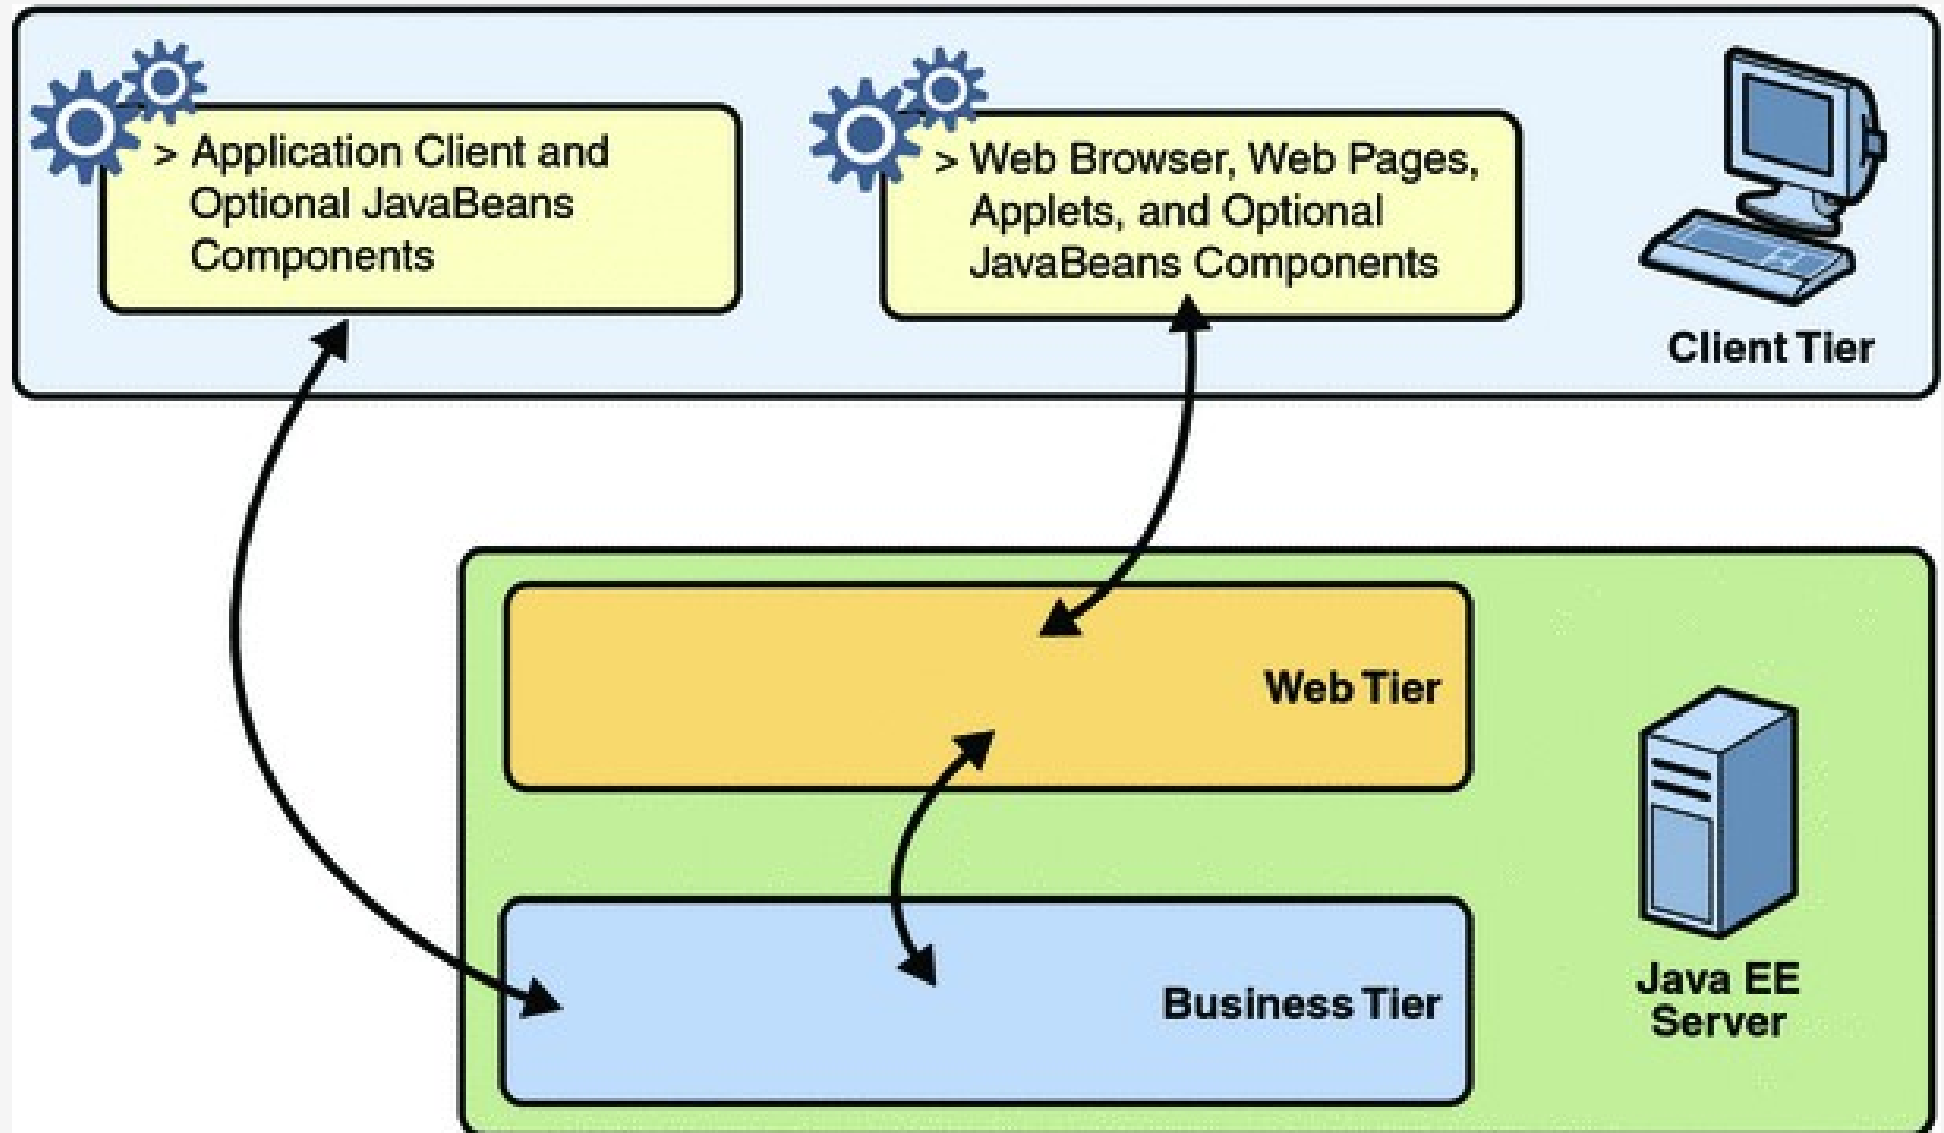 > Application Client and
Optional JavaBeans
Components
> Web Browser, Web Pages,
Applets, and Optional
JavaBeans Components
Client Tier
Web Tier
Business Tier
Java EE
Server